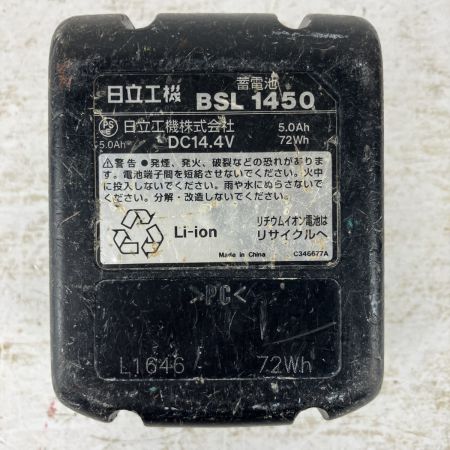 蓄電池
日立工機 BSL 1450
PS E 日立工機株式会社 5.0Ah
5.0Ah DC14.4V 72Wh
⚠警告 ●発煙、発火、破裂などの恐れがありま
す。電池端子間を短絡させないでください。火中
に投入しないでください。雨や水にぬらさないで
ください。分解・改造しないでください。
Li-ion リチウムイオン電池は
リサイクルへ
Made in China C346677A
>PC<
L1646 72Wh